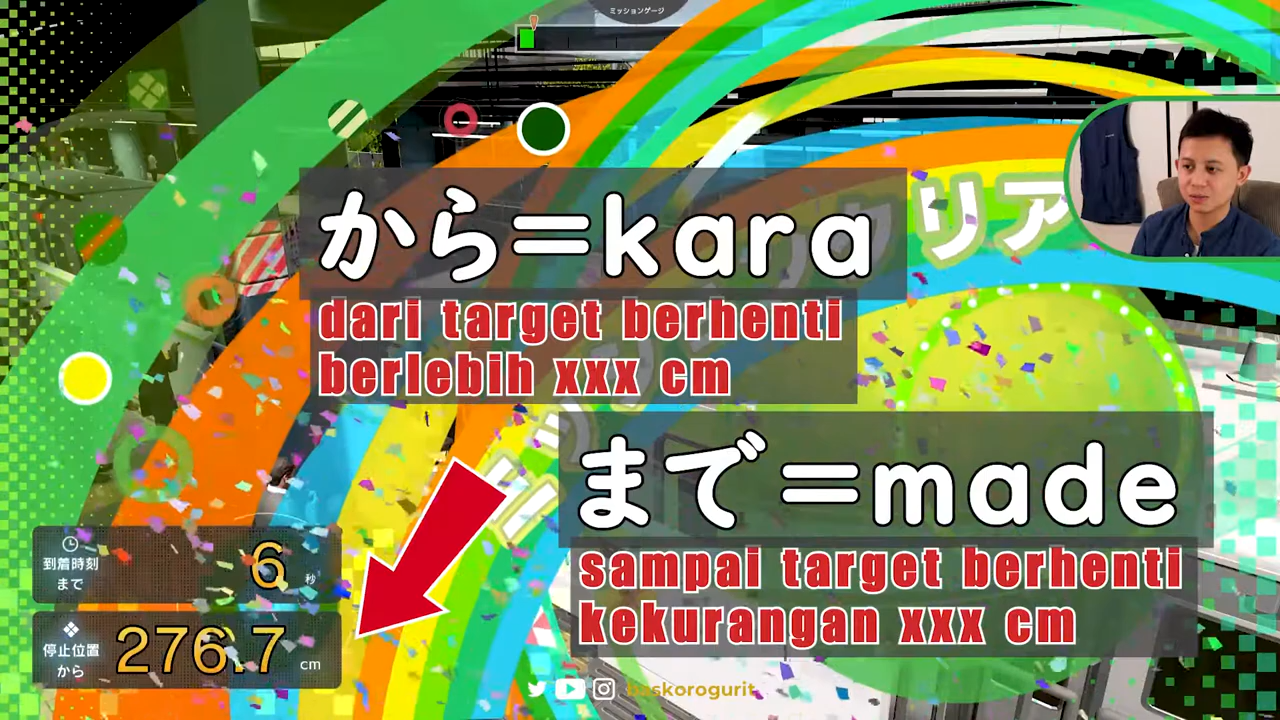 ミッションゲージ
リア
から=kara
dari target berhenti
berlebih xxx cm
まで=made
sampai target berhenti
kekurangan xxx cm
到着時刻
まで
6 秒
停止位置
から
276.7 cm
baskorogurit